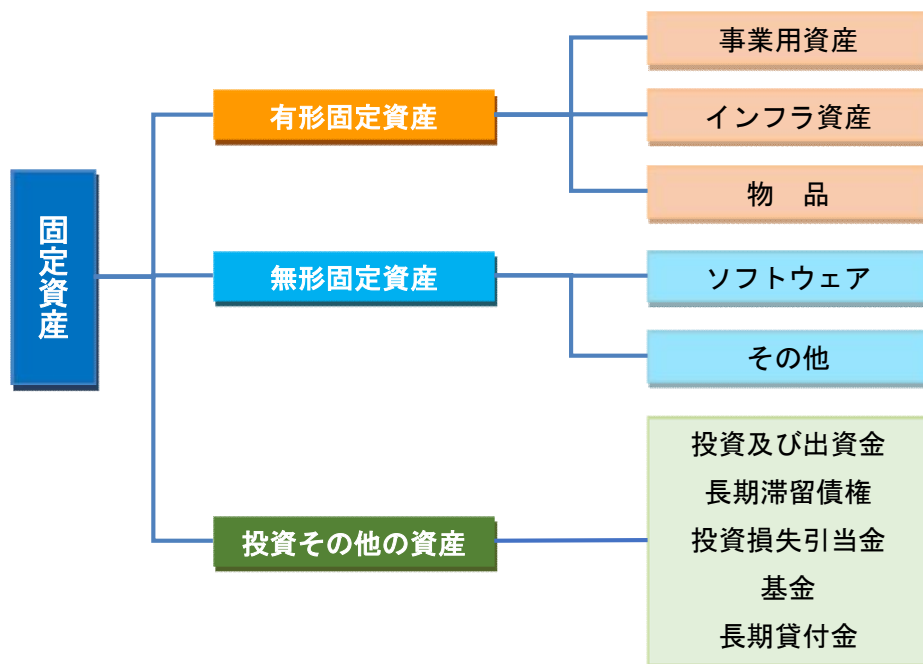 固定資産
有形固定資産
事業用資産
インフラ資産
物　品
無形固定資産
ソフトウェア
その他
投資その他の資産
投資及び出資金
長期滞留債権
投資損失引当金
基金
長期貸付金